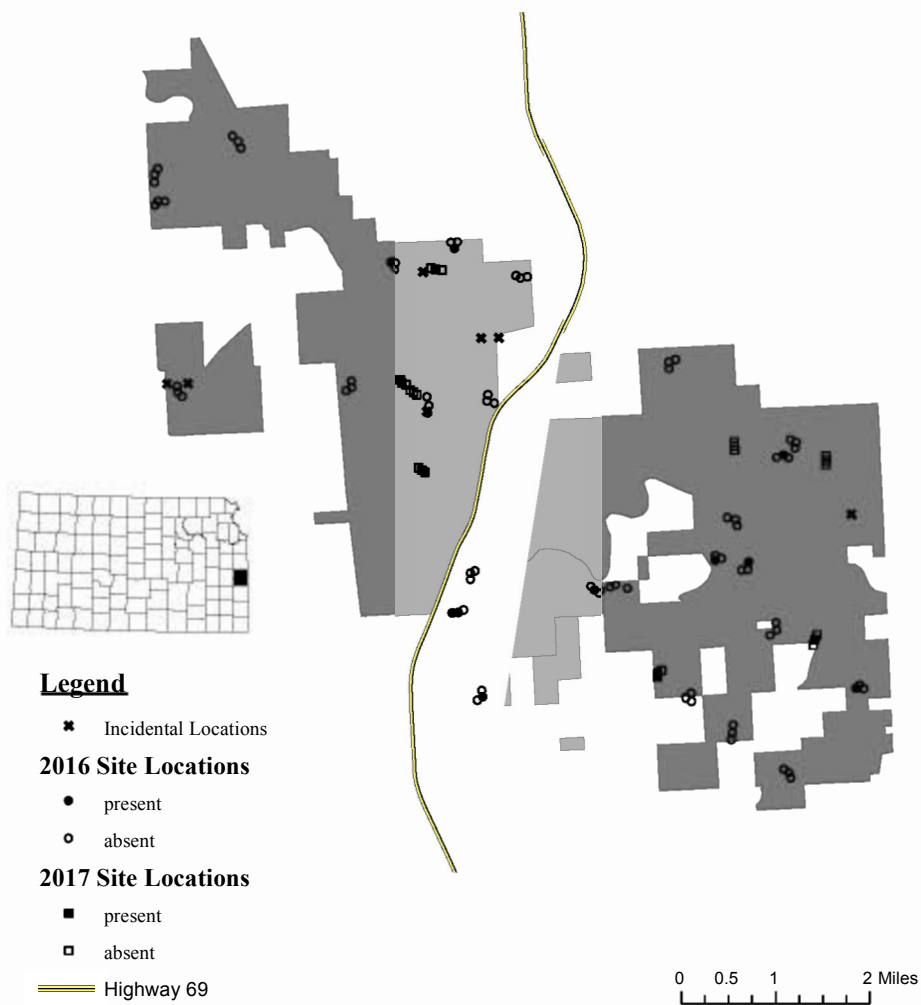 Legend
Incidental Locations
2016 Site Locations
present
absent
2017 Site Locations
present
absent
Highway 69
0 0.5 1 2 Miles